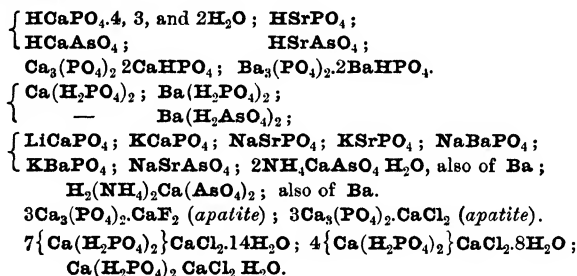 HCaPO₄.4, 3, and 2H₂O ; HSrPO₄ ;
HCaAsO₄ ; HSrAsO₄ ;
Ca₃(PO₄)₂ 2CaHPO₄ ; Ba₃(PO₄)₂.2BaHPO₄.
Ca(H₂PO₄)₂ ; Ba(H₂PO₄)₂ ;
— Ba(H₂AsO₄)₂ ;
LiCaPO₄ ; KCaPO₄ ; NaSrPO₄ ; KSrPO₄ ; NaBaPO₄ ;
KBaPO₄ ; NaSrAsO₄ ; 2NH₄CaAsO₄ H₂O, also of Ba ;
H₂(NH₄)₂Ca(AsO₄)₂ ; also of Ba.
3Ca₃(PO₄)₂.CaF₂ (apatite) ; 3Ca₃(PO₄)₂.CaCl₂ (apatite).
7{Ca(H₂PO₄)₂}CaCl₂.14H₂O ; 4{Ca(H₂PO₄)₂}CaCl₂.8H₂O ;
Ca(H₂PO₄)₂ CaCl₂ H₂O.